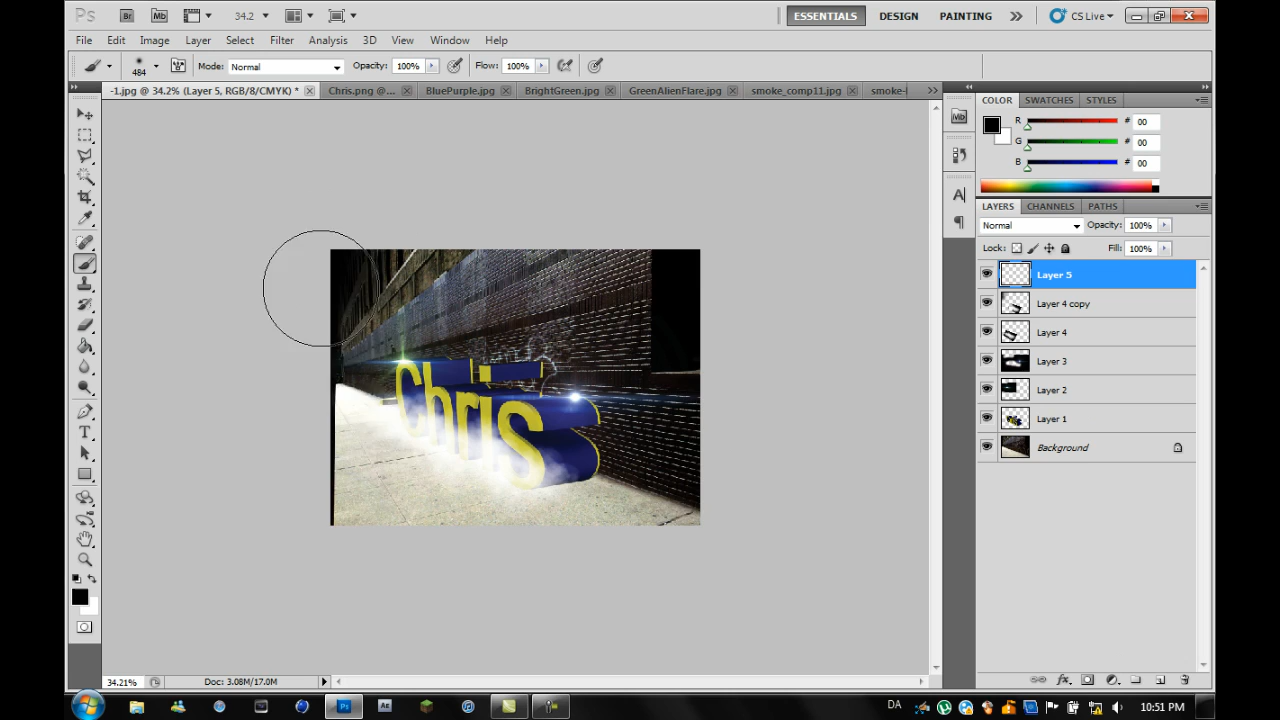 Ps Br Mb 34.2 ESSENTIALS DESIGN PAINTING CS Live
File Edit Image Layer Select Filter Analysis 3D View Window Help
484 Mode: Normal Opacity: 100% Flow: 100%
-1.jpg @ 34.2% (Layer 5, RGB/8/CMYK) * Chris.png @... BluePurple.jpg BrightGreen.jpg GreenAlienFlare.jpg smoke_comp11.jpg
COLOR SWATCHES STYLES
R # 00
G # 00
B # 00
LAYERS CHANNELS PATHS
Normal Opacity: 100%
Lock: Fill: 100%
Layer 5
Layer 4 copy
Layer 4
Layer 3
Layer 2
Layer 1
Background
Chris
34.21% Doc: 3.08M/17.0M
Ps Ae DA 10:51 PM